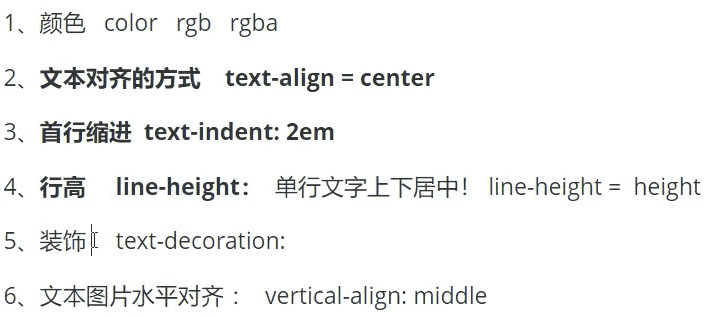 1、颜色 color rgb rgba
2、文本对齐的方式 text-align = center
3、首行缩进 text-indent: 2em
4、行高 line-height： 单行文字上下居中！ line-height = height
5、装饰 text-decoration:
6、文本图片水平对齐： vertical-align: middle